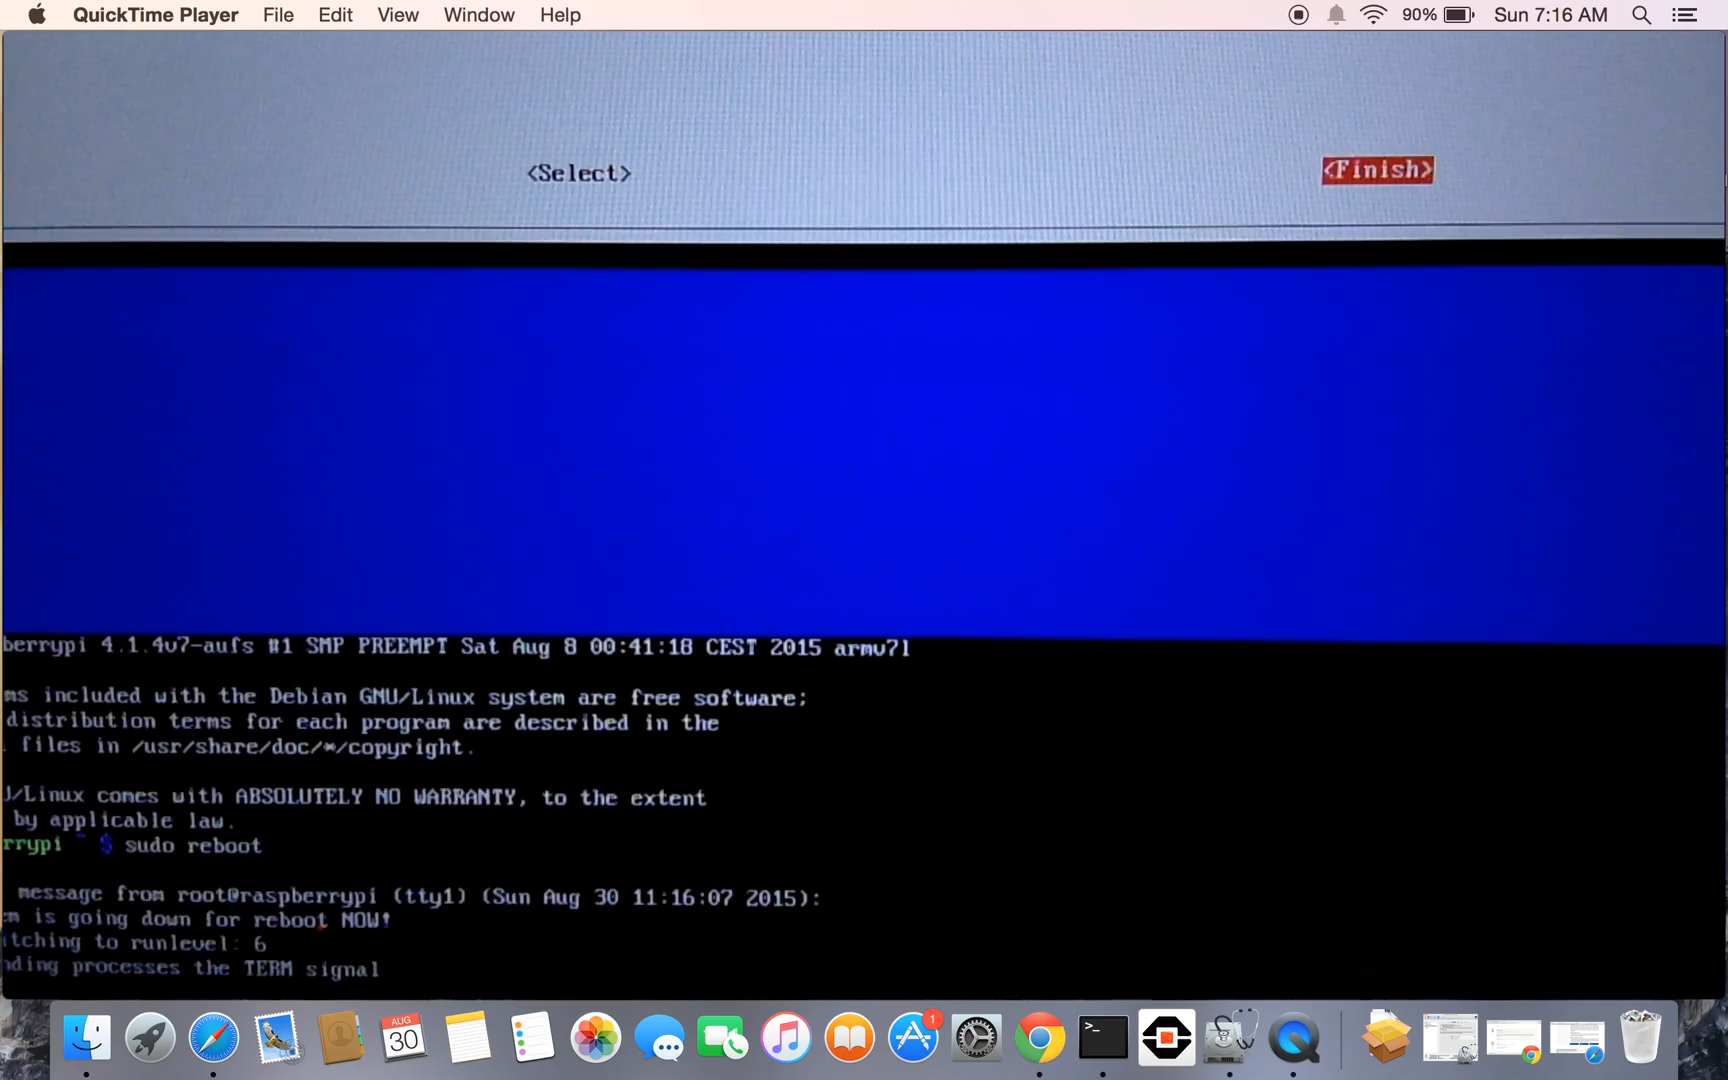 QuickTime Player File Edit View Window Help 90% Sun 7:16 AM
<Select> <Finish>
berrypi 4.1.4v7-aufs #1 SMP PREEMPT Sat Aug 8 00:41:18 CEST 2015 armv7l
ms included with the Debian GNU/Linux system are free software;
distribution terms for each program are described in the
files in /usr/share/doc/*/copyright.
/Linux comes with ABSOLUTELY NO WARRANTY, to the extent
by applicable law.
rrypi ~ $ sudo reboot
message from root@raspberrypi (tty1) (Sun Aug 30 11:16:07 2015):
m is going down for reboot NOW!
itching to runlevel: 6
nding processes the TERM signal
AUG
30
1
>_